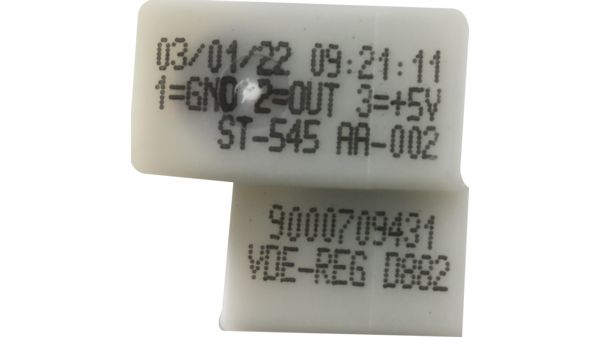 03/01/22 09:21:11
1=GND 2=OUT 3=+5V
ST-545 AA-002
9000709431
VDE-REG D882